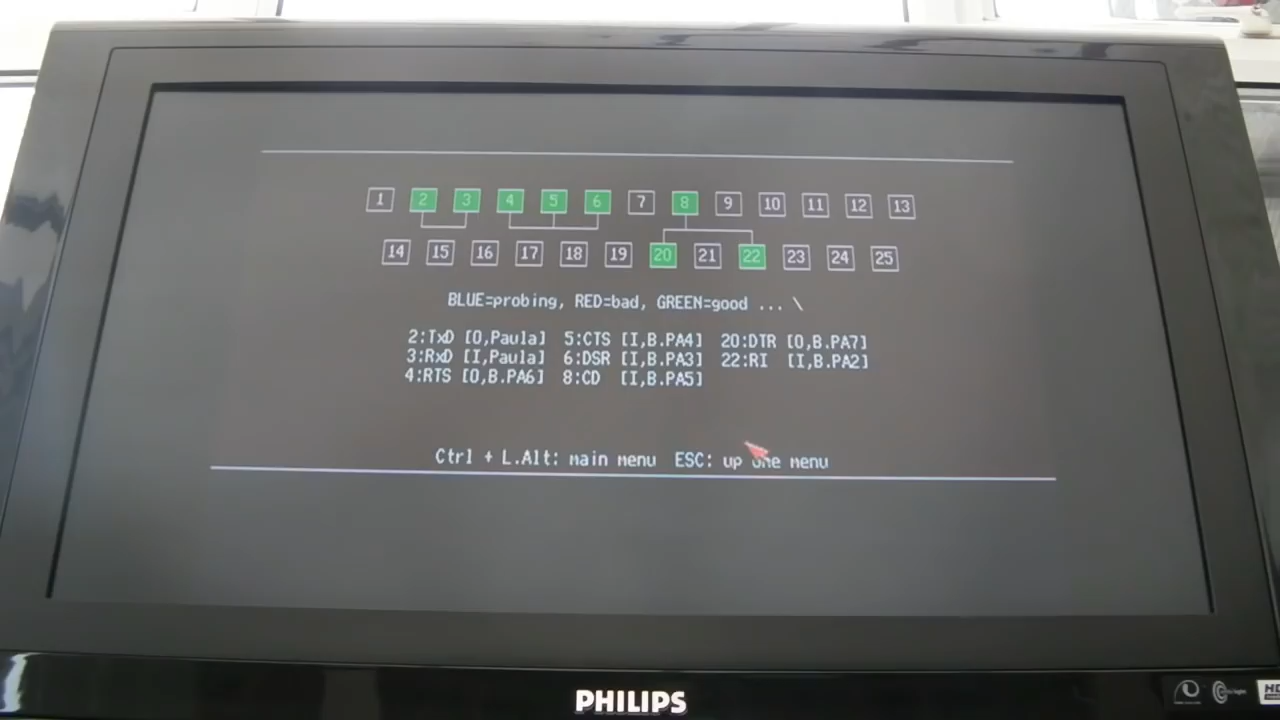 1 2 3 4 5 6 7 8 9 10 11 12 13
14 15 16 17 18 19 20 21 22 23 24 25
BLUE=probing, RED=bad, GREEN=good ... \
2:TxD [O,Paula] 5:CTS [I,B.PA4] 20:DTR [O,B.PA7]
3:RxD [I,Paula] 6:DSR [I,B.PA3] 22:RI [I,B.PA2]
4:RTS [O,B.PA6] 8:CD [I,B.PA5]
Ctrl + L.Alt: main menu ESC: up one menu
PHILIPS
HD